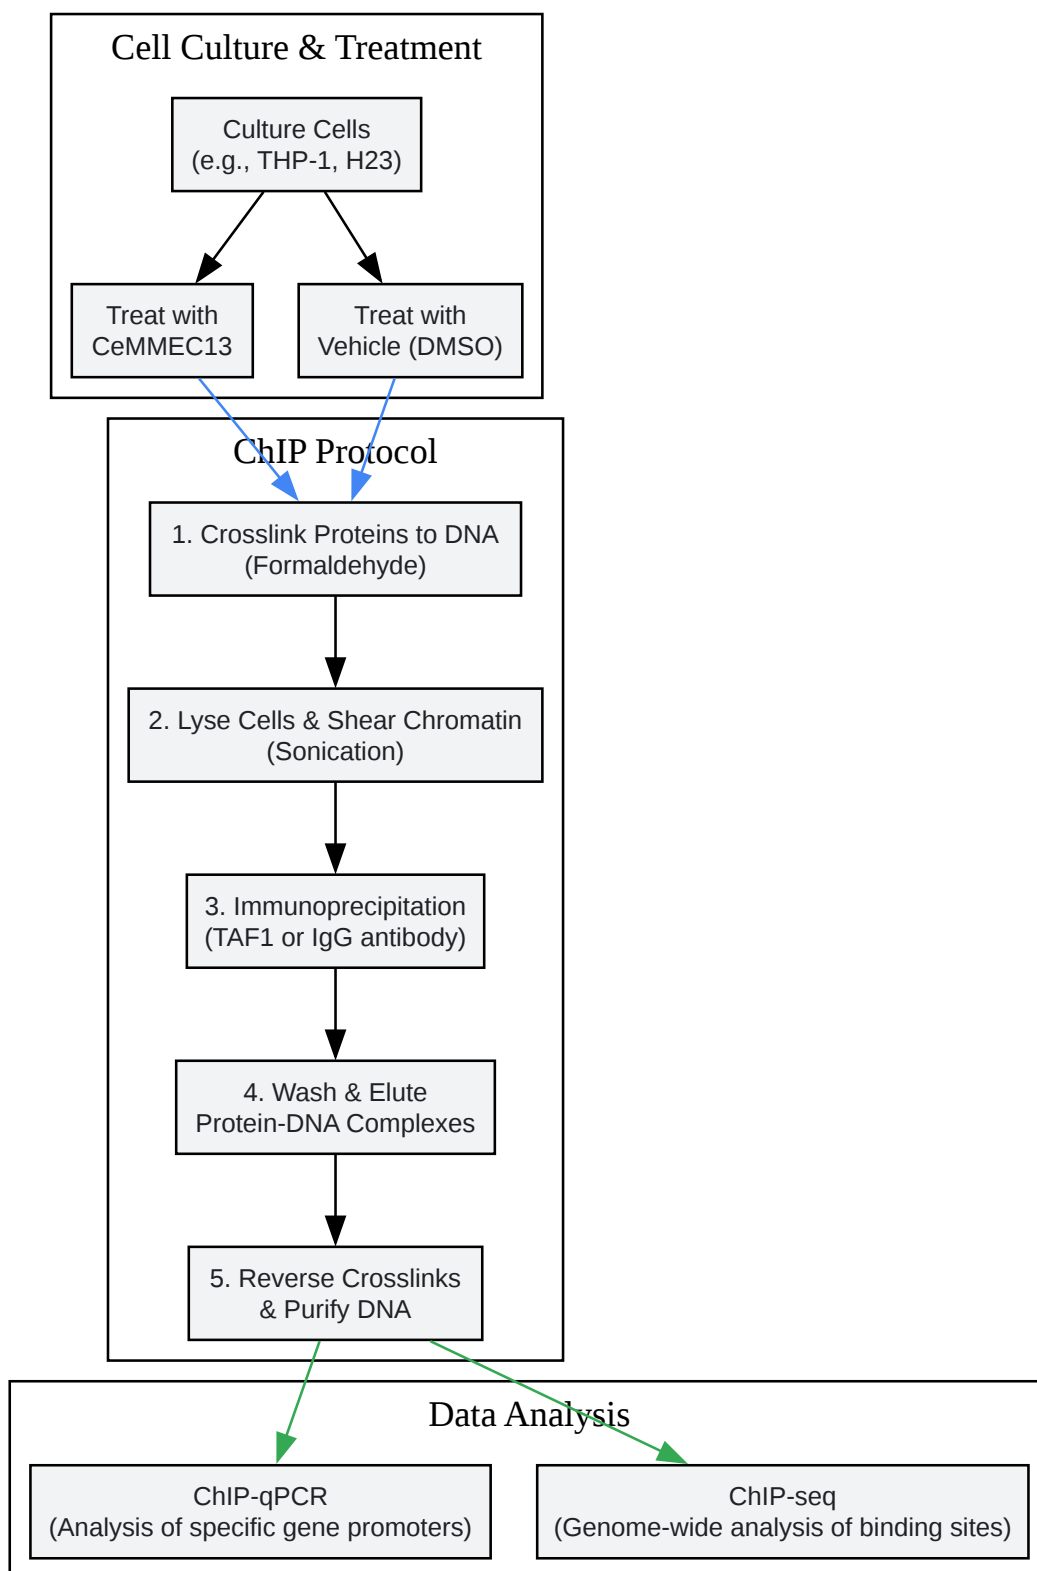 Cell Culture & Treatment
Culture Cells
(e.g., THP-1, H23)
Treat with
CeMMEC13
Treat with
Vehicle (DMSO)
ChIP Protocol
1. Crosslink Proteins to DNA
(Formaldehyde)
2. Lyse Cells & Shear Chromatin
(Sonication)
3. Immunoprecipitation
(TAF1 or IgG antibody)
4. Wash & Elute
Protein-DNA Complexes
5. Reverse Crosslinks
& Purify DNA
Data Analysis
ChIP-qPCR
(Analysis of specific gene promoters)
ChIP-seq
(Genome-wide analysis of binding sites)